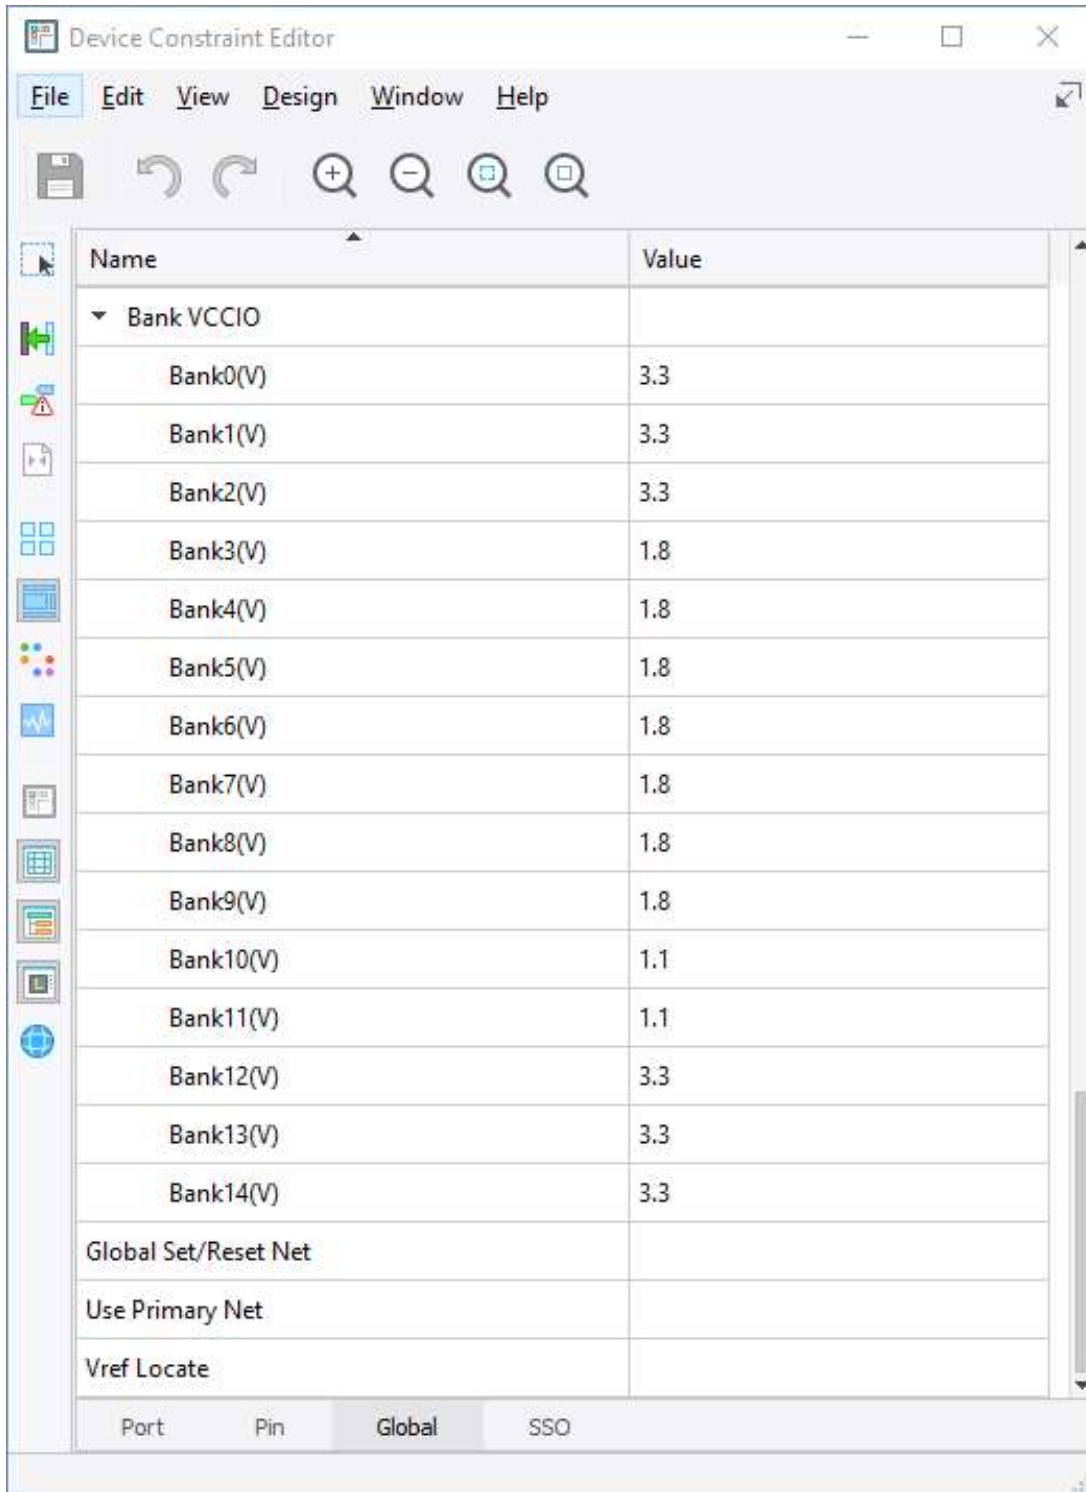 Device Constraint Editor
File Edit View Design Window Help
Name Value
Bank VCCIO
Bank0(V) 3.3
Bank1(V) 3.3
Bank2(V) 3.3
Bank3(V) 1.8
Bank4(V) 1.8
Bank5(V) 1.8
Bank6(V) 1.8
Bank7(V) 1.8
Bank8(V) 1.8
Bank9(V) 1.8
Bank10(V) 1.1
Bank11(V) 1.1
Bank12(V) 3.3
Bank13(V) 3.3
Bank14(V) 3.3
Global Set/Reset Net
Use Primary Net
Vref Locate
Port Pin Global SSO